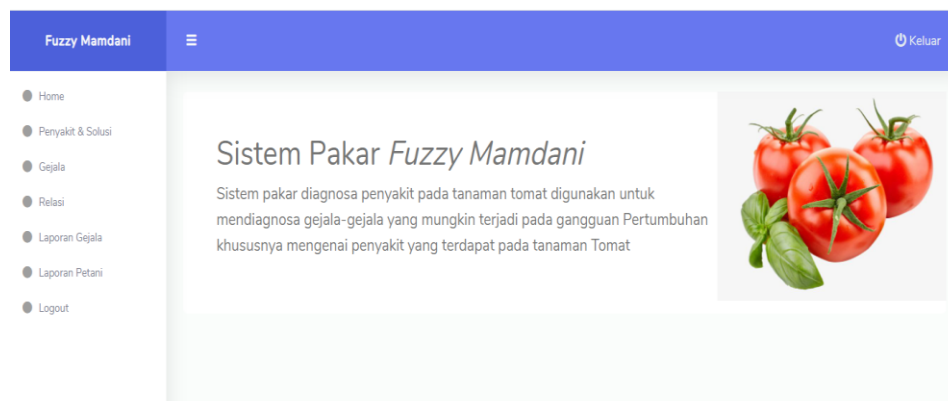 Fuzzy Mamdani
Keluar
Home
Penyakit & Solusi
Gejala
Relasi
Laporan Gejala
Laporan Petani
Logout
Sistem Pakar Fuzzy Mamdani
Sistem pakar diagnosa penyakit pada tanaman tomat digunakan untuk
mendiagnosa gejala-gejala yang mungkin terjadi pada gangguan Pertumbuhan
khususnya mengenai penyakit yang terdapat pada tanaman Tomat